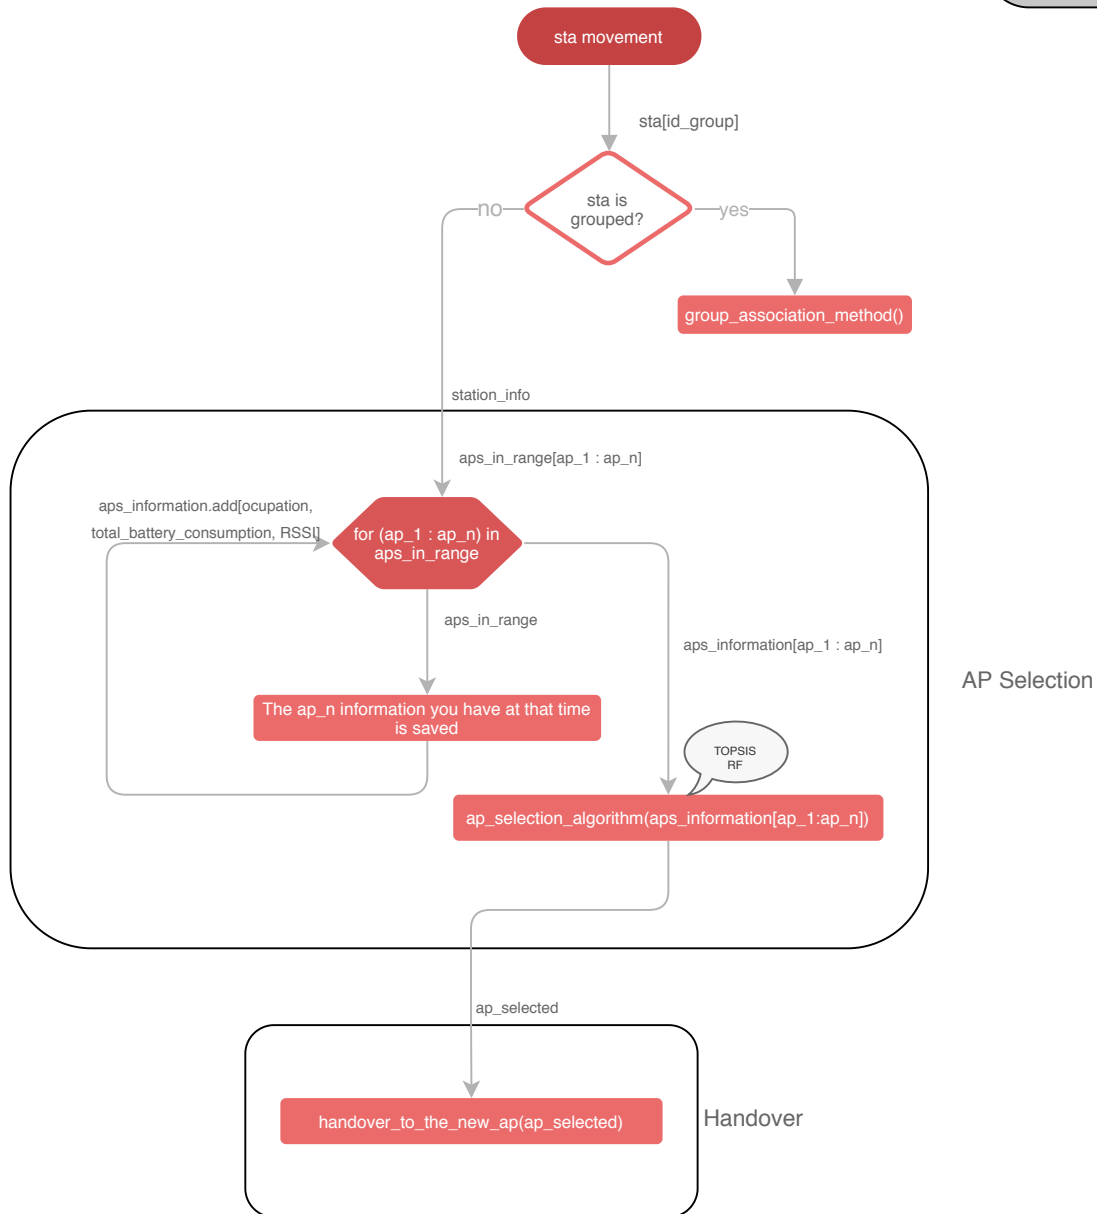 sta movement
sta[id_group]
sta is
grouped?
no
yes
group_association_method()
station_info
aps_in_range[ap_1 : ap_n]
aps_information.add[ocupation,
total_battery_consumption, RSSI]
for (ap_1 : ap_n) in
aps_in_range
aps_in_range
aps_information[ap_1 : ap_n]
AP Selection
The ap_n information you have at that time
is saved
TOPSIS
RF
ap_selection_algorithm(aps_information[ap_1:ap_n])
ap_selected
handover_to_the_new_ap(ap_selected)
Handover